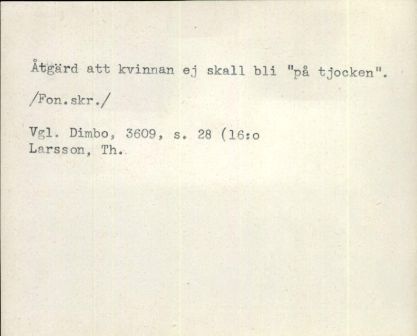 Åtgärd att kvinnan ej skall bli "på tjocken".
/Fon.skr./
Vgl. Dimbo, 3609, s. 28 (16:o
Larsson, Th.